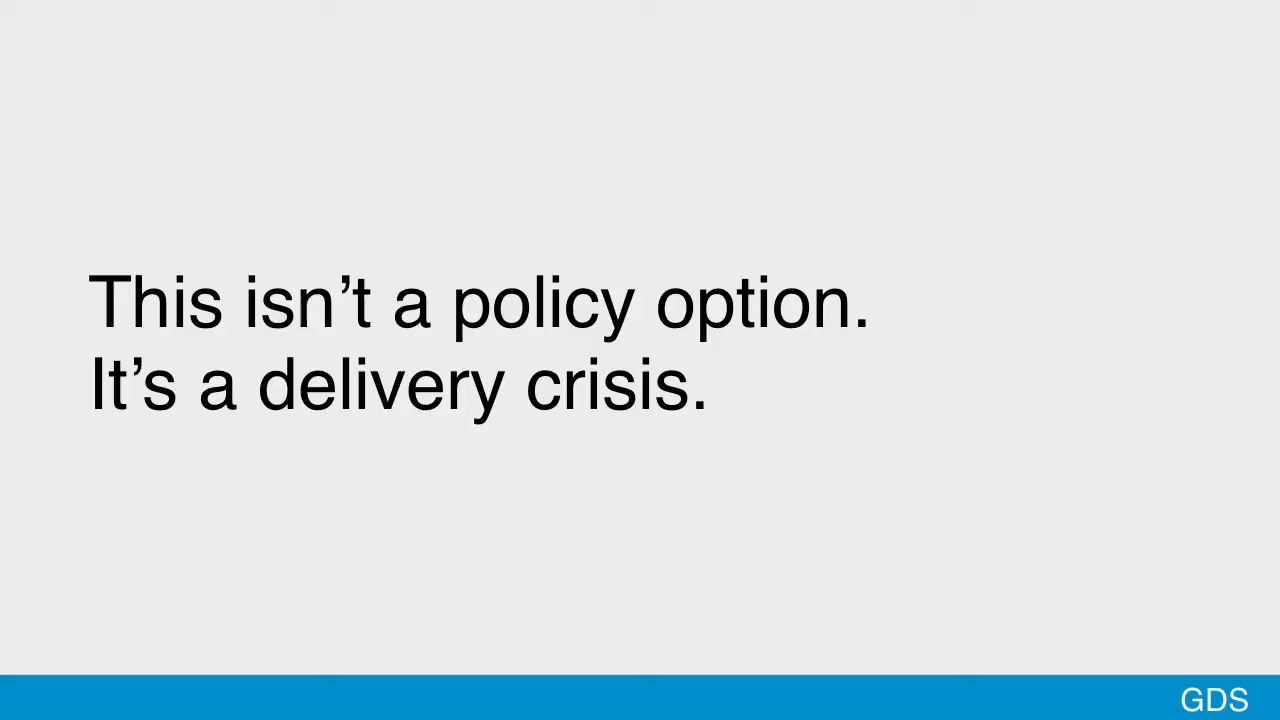 This isn’t a policy option.
It’s a delivery crisis.
GDS